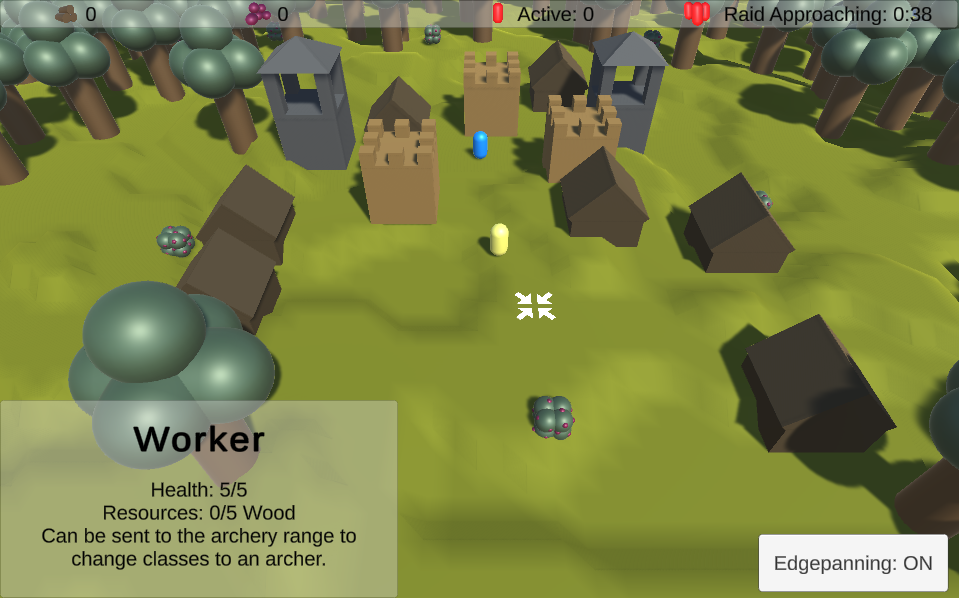 0
0
Active: 0
Raid Approaching: 0:38
Worker
Health: 5/5
Resources: 0/5 Wood
Can be sent to the archery range to
change classes to an archer.
Edgepanning: ON